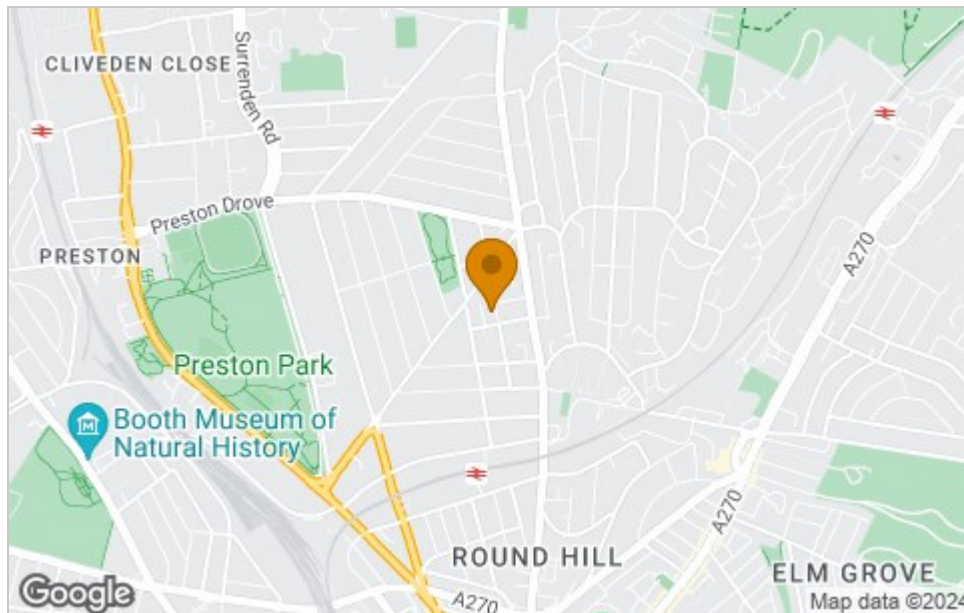 CLIVEDEN CLOSE
Surrenden Rd
Preston Drove
A270
PRESTON
Preston Park
Booth Museum of
Natural History
A270
ROUND HILL
ELM GROVE
A270
Google
Map data ©2024